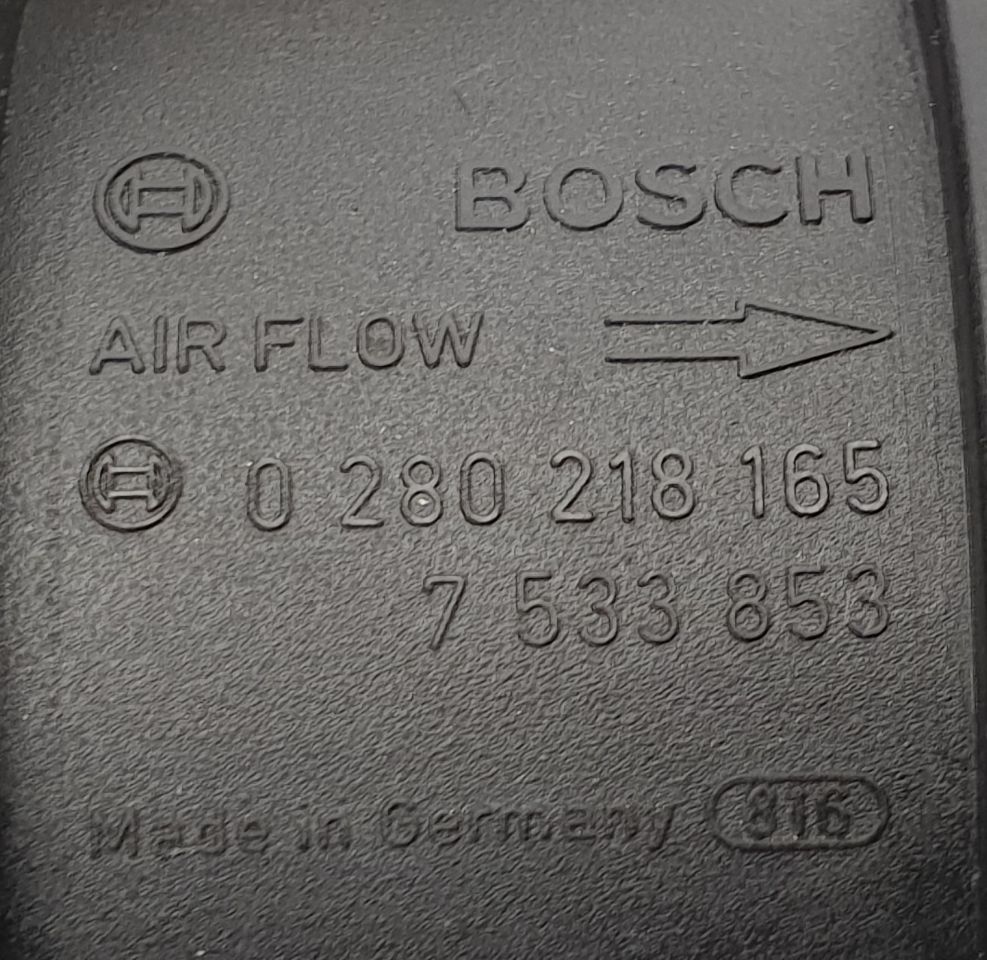 BOSCH
AIR FLOW
0 280 218 165
7 533 853
Made in Germany 816